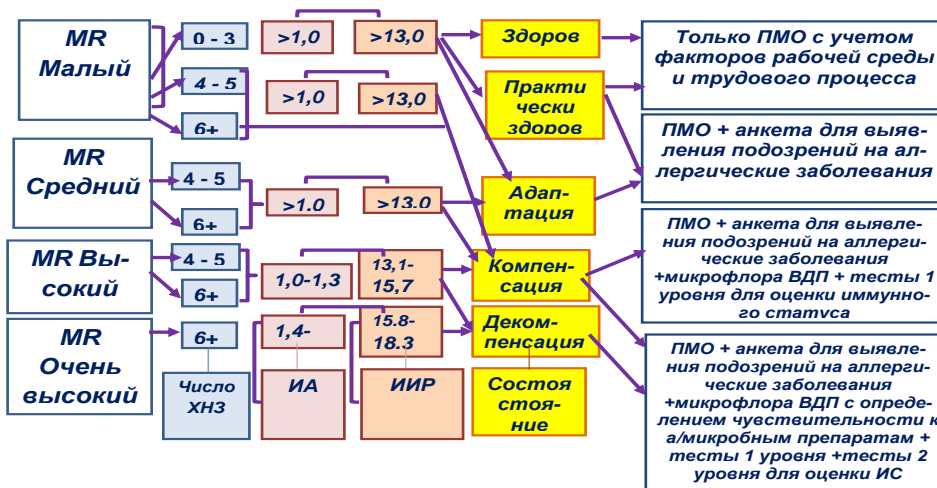 MR
Малый
0 - 3
>1,0
>13,0
Здоров
Только ПМО с учетом
факторов рабочей среды
и трудового процесса
4 - 5
>1,0
>13,0
Практи
чески
здоров
6+
MR
Средний
4 - 5
6+
>1.0
>13.0
Адап-
тация
ПМО + анкета для выяв-
ления подозрений на ал-
лергические заболевания
MR Вы-
сокий
4 - 5
6+
1,0-1,3
13,1-
15,7
Компен-
сация
ПМО + анкета для выявле-
ния подозрений на аллерги-
ческие заболевания
+микрофлора ВДП + тесты 1
уровня для оценки иммунно-
го статуса
MR
Очень
высокий
6+
1,4-
15.8-
18.3
Деком-
пенсация
Число
ХНЗ
ИА
ИИР
Состоя
стоя-
ние
ПМО + анкета для выявле-
ния подозрений на аллерги-
ческие заболевания
+микрофлора ВДП с опреде-
лением чувствительности к
а/микробным препаратам +
тесты 1 уровня +тесты 2
уровня для оценки ИС